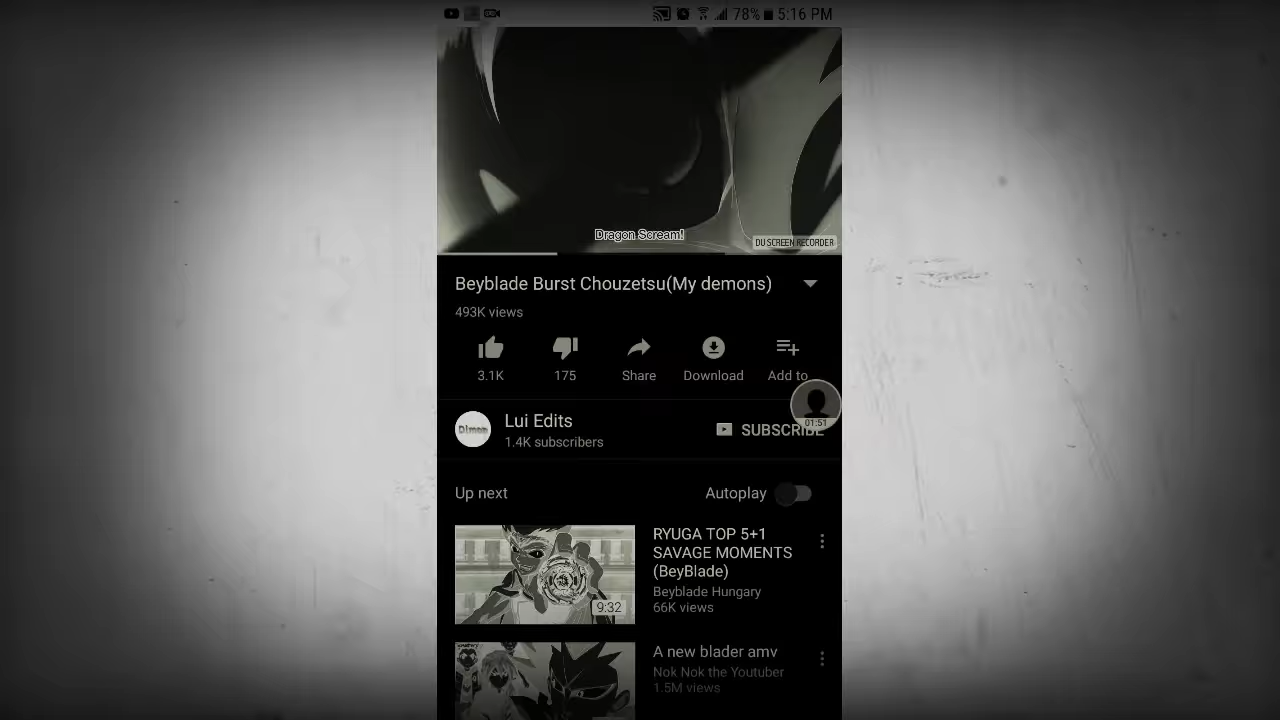 78% 5:16 PM
Dragon Scream!
DU SCREEN RECORDER
Beyblade Burst Chouzetsu(My demons)
493K views
3.1K 175 Share Download Add to
01:51
Lui Edits
Dimon
1.4K subscribers
SUBSCRIBE
Up next Autoplay
RYUGA TOP 5+1
SAVAGE MOMENTS
(BeyBlade)
Beyblade Hungary
66K views
9:32
A new blader amv
Nok Nok the Youtuber
1.5M views